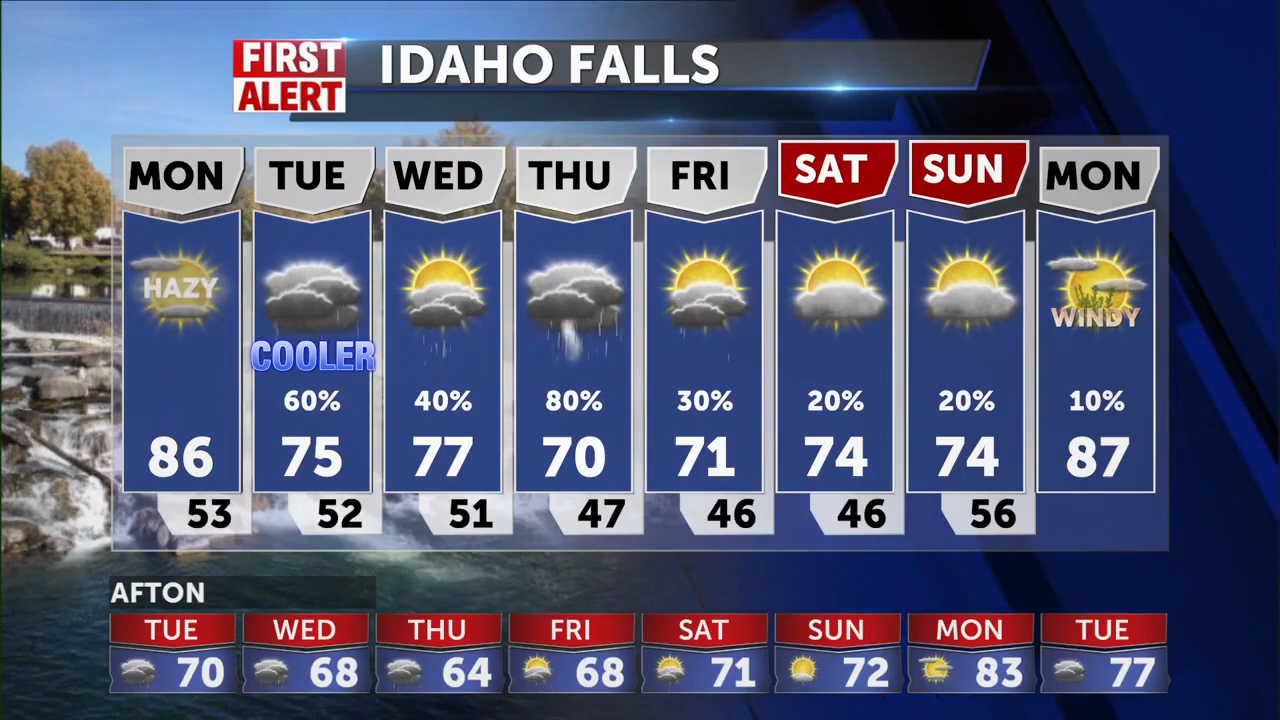 FIRST
ALERT
IDAHO FALLS
MON TUE WED THU FRI SAT SUN MON
HAZY
WINDY
COOLER
60% 40% 80% 30% 20% 20% 10%
86 75 77 70 71 74 74 87
53 52 51 47 46 46 56
AFTON
TUE WED THU FRI SAT SUN MON TUE
70 68 64 68 71 72 83 77